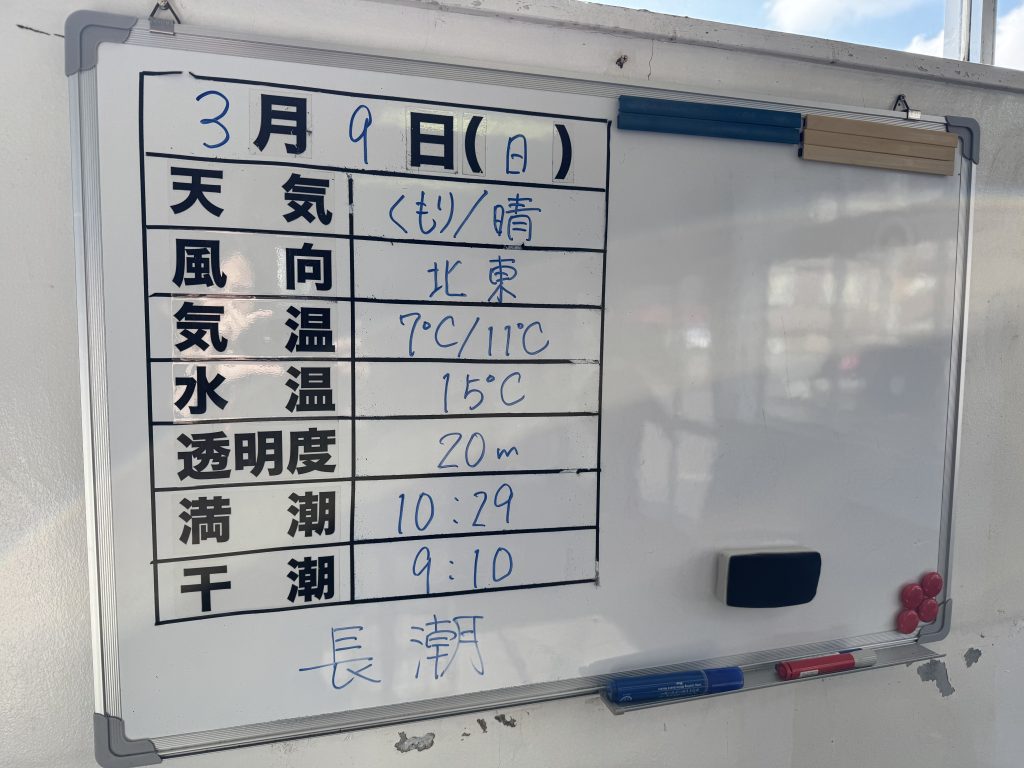 3月9日(日)
天気 くもり/晴
風向 北東
気温 7℃/11℃
水温 15℃
透明度 20m
満潮 10:29
干潮 9:10
長潮